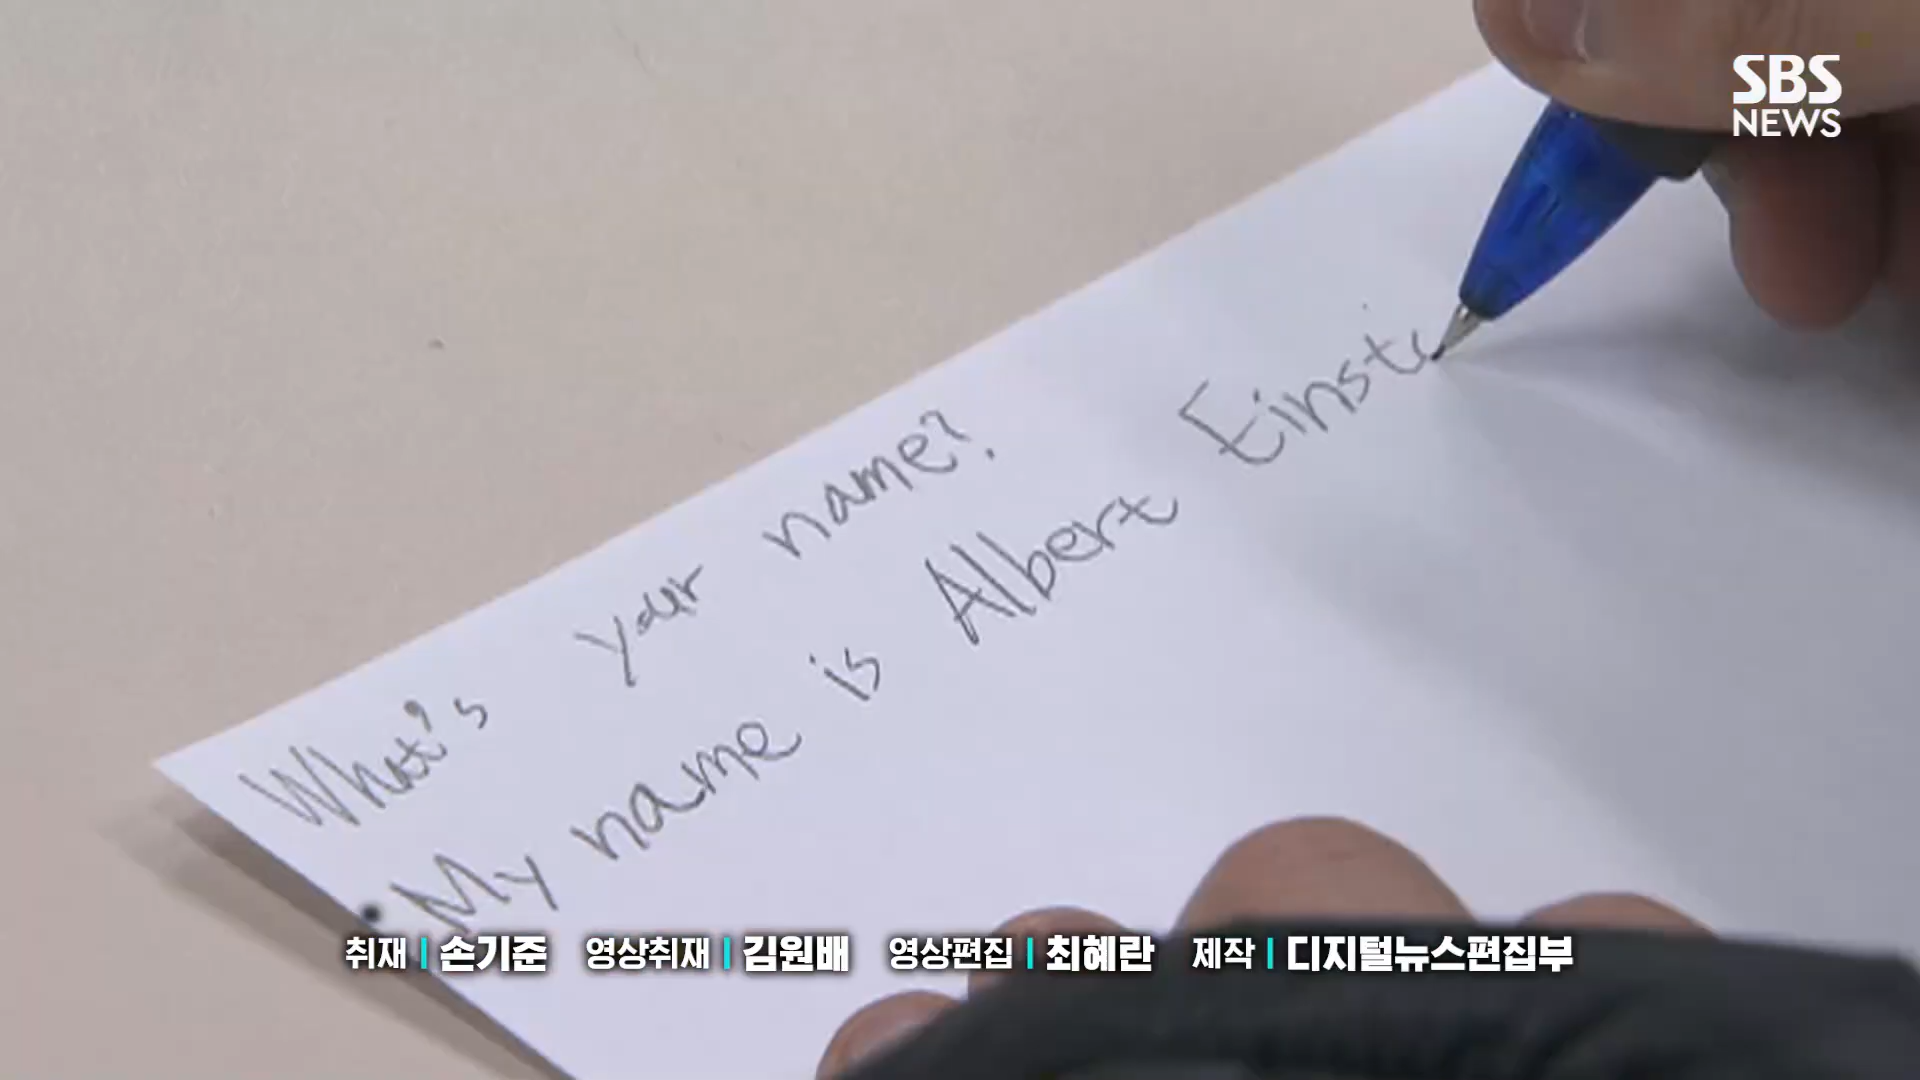 SBS
NEWS
What's your name?
My name is Albert Einste
취재 | 손기준 영상취재 | 김원배 영상편집 | 최혜란 제작 | 디지털뉴스편집부